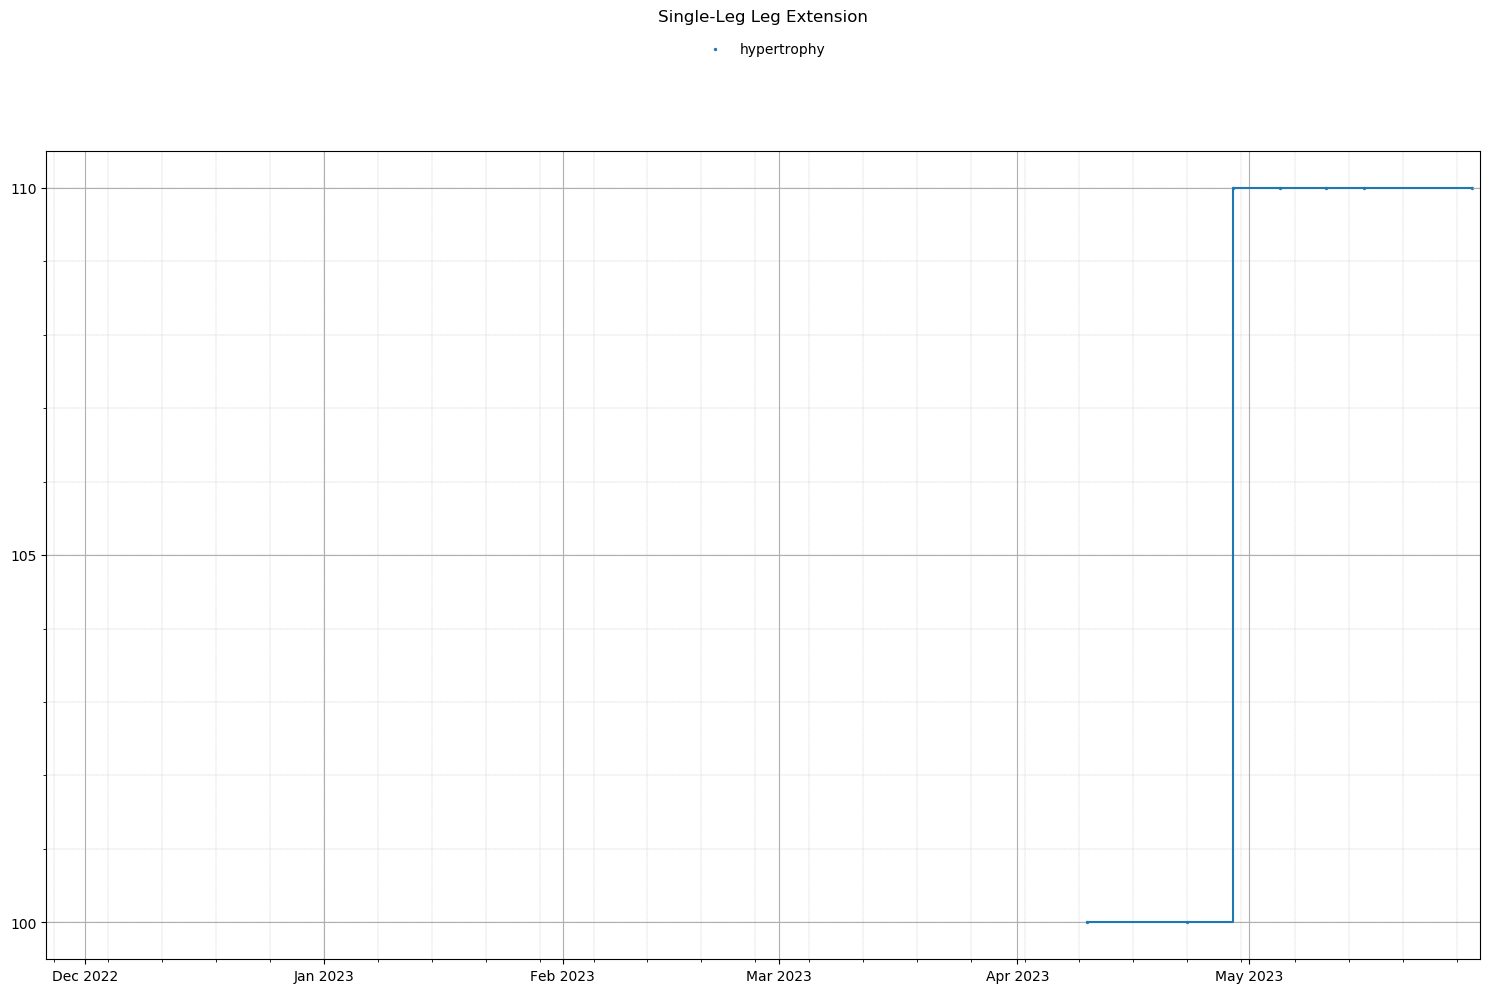 Single-Leg Leg Extension
hypertrophy
110
105
100
Dec 2022
Jan 2023
Feb 2023
Mar 2023
Apr 2023
May 2023